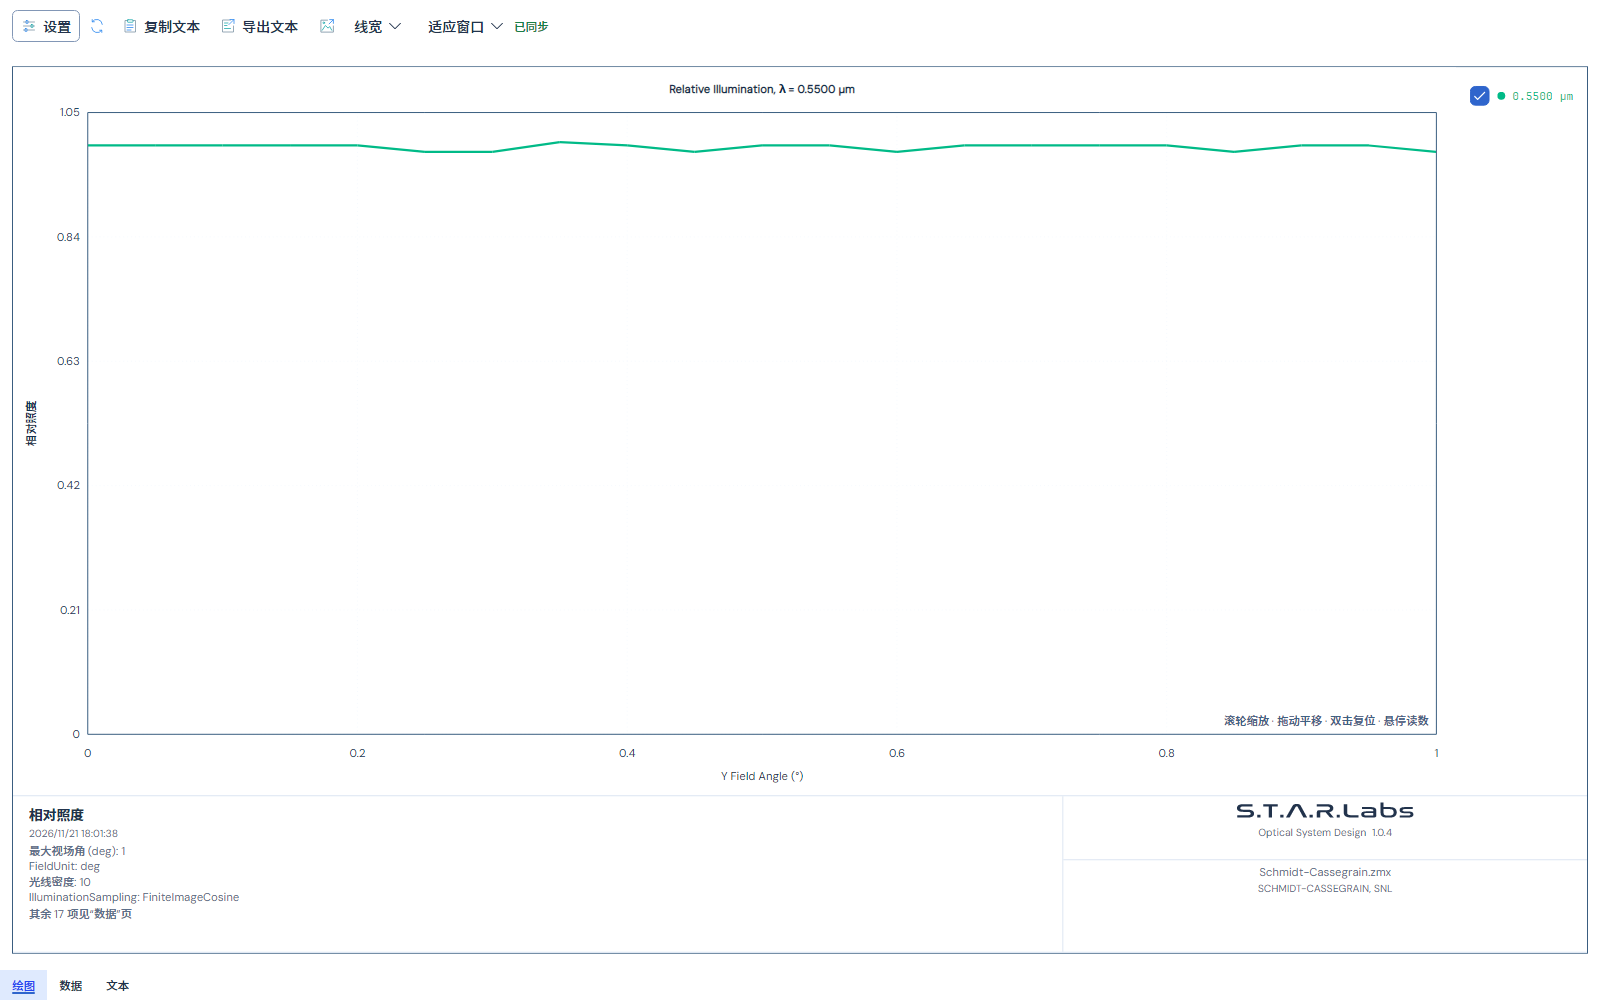 设置 复制文本 导出文本 线宽 适应窗口 已同步
Relative Illumination, λ = 0.5500 μm
0.5500 μm
1.05
0.84
0.63
0.42
0.21
0
相对照度
滚轮缩放 · 拖动平移 · 双击复位 · 悬停读数
0 0.2 0.4 0.6 0.8 1
Y Field Angle (°)
相对照度
2026/11/21 18:01:38
最大视场角 (deg): 1
FieldUnit: deg
光线密度: 10
IlluminationSampling: FiniteImageCosine
其余 17 项见“数据”页
S.T.A.R.Labs
Optical System Design 1.0.4
Schmidt-Cassegrain.zmx
SCHMIDT-CASSEGRAIN, SNL
绘图 数据 文本